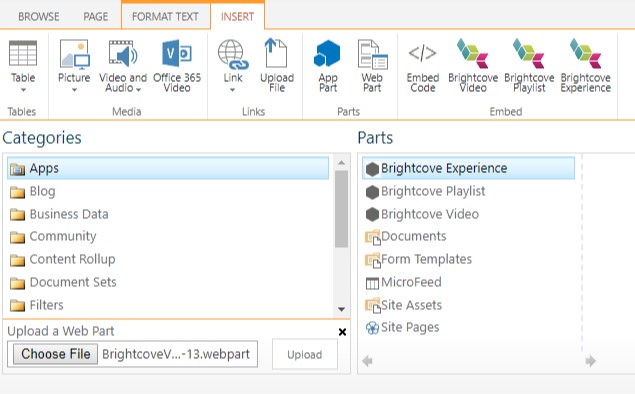 BROWSE PAGE FORMAT TEXT INSERT
Table Picture Video and Audio Office 365 Video Link Upload File App Part Web Part Embed Code Brightcove Video Brightcove Playlist Brightcove Experience
Tables Media Links Parts Embed
Categories
Apps
Blog
Business Data
Community
Content Rollup
Document Sets
Filters
Upload a Web Part
Choose File BrightcoveV...-13.webpart Upload
Parts
Brightcove Experience
Brightcove Playlist
Brightcove Video
Documents
Form Templates
MicroFeed
Site Assets
Site Pages